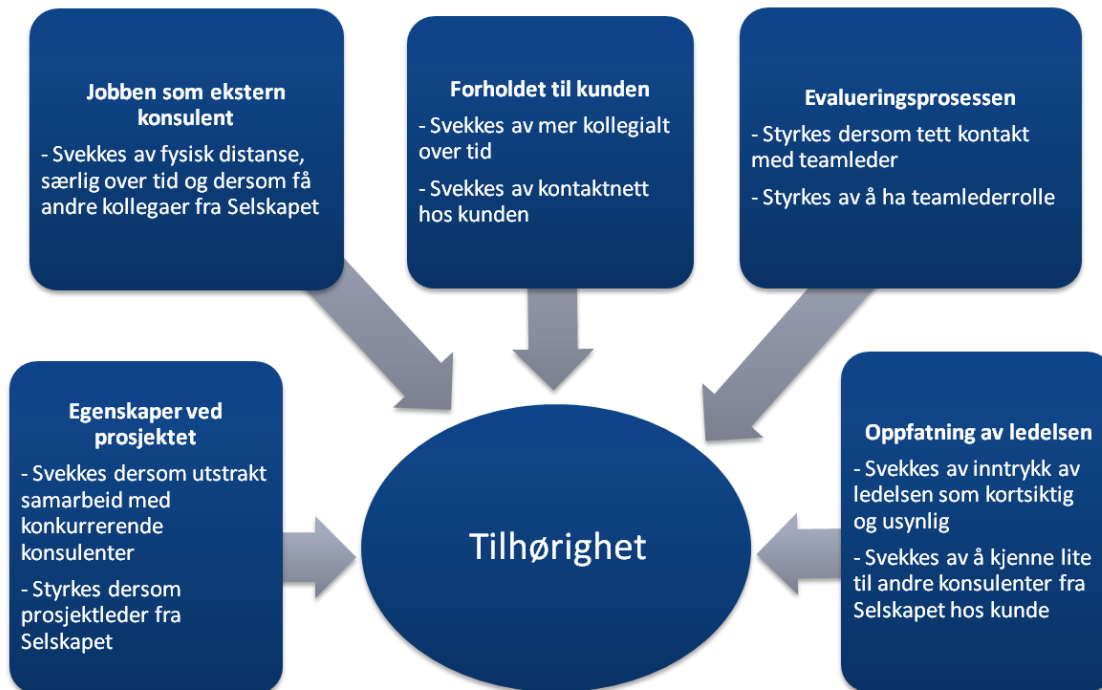 Jobben som ekstern
konsulent
- Svekkes av fysisk distanse,
særlig over tid og dersom få
andre kollegaer fra Selskapet
Forholdet til kunden
- Svekkes av mer kollegialt
over tid
- Svekkes av kontaktnett
hos kunden
Evalueringsprosessen
- Styrkes dersom tett kontakt
med teamleder
- Styrkes av å ha teamlederrolle
Egenskaper ved
prosjektet
- Svekkes dersom utstrakt
samarbeid med
konkurrerende
konsulenter
- Styrkes dersom
prosjektleder fra
Selskapet
Tilhørighet
Oppfatning av ledelsen
- Svekkes av inntrykk av
ledelsen som kortsiktig
og usynlig
- Svekkes av å kjenne lite
til andre konsulenter fra
Selskapet hos kunde